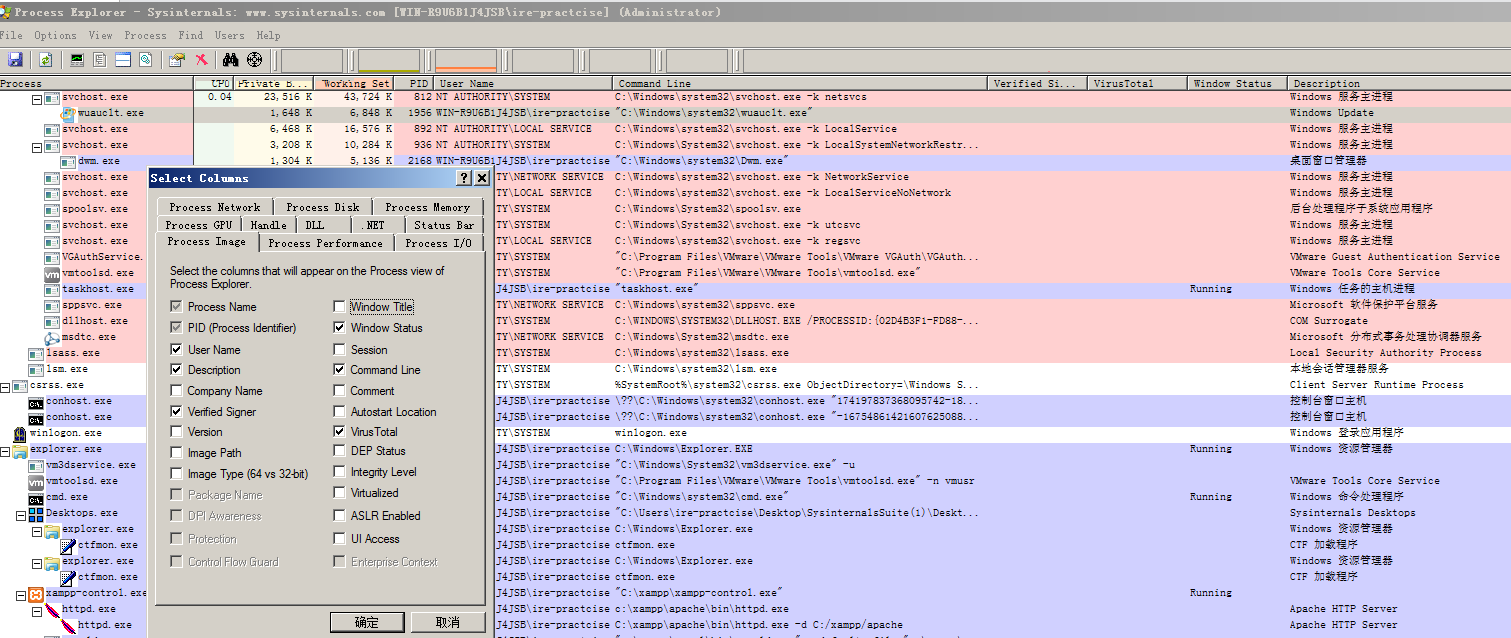 Process Explorer - Sysinternals: www.sysinternals.com [WIN-R9U6B1J4JSB\ire-practcise] (Administrator)
File Options View Process Find Users Help
Process CPU Private B... Working Set PID User Name Command Line Verified Si... VirusTotal Window Status Description
svchost.exe 0.04 23,516 K 43,724 K 812 NT AUTHORITY\SYSTEM C:\Windows\system32\svchost.exe -k netsvcs Windows 服务主进程
wuauclt.exe 1,648 K 6,848 K 1956 WIN-R9U6B1J4JSB\ire-practcise "C:\Windows\system32\wuauclt.exe" Windows Update
svchost.exe 6,468 K 16,576 K 892 NT AUTHORITY\LOCAL SERVICE C:\Windows\system32\svchost.exe -k LocalService Windows 服务主进程
svchost.exe 3,208 K 10,284 K 936 NT AUTHORITY\SYSTEM C:\Windows\system32\svchost.exe -k LocalSystemNetworkRestr... Windows 服务主进程
dwm.exe 1,304 K 5,136 K 2168 WIN-R9U6B1J4JSB\ire-practcise "C:\Windows\system32\Dwm.exe" 桌面窗口管理器
svchost.exe TY\NETWORK SERVICE C:\Windows\system32\svchost.exe -k NetworkService Windows 服务主进程
svchost.exe TY\LOCAL SERVICE C:\Windows\system32\svchost.exe -k LocalServiceNoNetwork Windows 服务主进程
spoolsv.exe TY\SYSTEM C:\Windows\System32\spoolsv.exe 后台处理程序子系统应用程序
svchost.exe TY\SYSTEM C:\Windows\System32\svchost.exe -k utcsvc Windows 服务主进程
svchost.exe TY\LOCAL SERVICE C:\Windows\system32\svchost.exe -k regsvc Windows 服务主进程
VGAuthService. TY\SYSTEM "C:\Program Files\VMware\VMware Tools\VMware VGAuth\VGAuth... VMware Guest Authentication Service
vmtoolsd.exe TY\SYSTEM "C:\Program Files\VMware\VMware Tools\vmtoolsd.exe" VMware Tools Core Service
taskhost.exe J4JSB\ire-practcise "taskhost.exe" Running Windows 任务的主机进程
sppsvc.exe TY\NETWORK SERVICE C:\Windows\system32\sppsvc.exe Microsoft 软件保护平台服务
dllhost.exe TY\SYSTEM C:\WINDOWS\SYSTEM32\DLLHOST.EXE /PROCESSID:{02D4B3F1-FD88-... COM Surrogate
msdtc.exe TY\NETWORK SERVICE C:\Windows\System32\msdtc.exe Microsoft 分布式事务处理协调器服务
lsass.exe TY\SYSTEM C:\Windows\system32\lsass.exe Local Security Authority Process
lsm.exe TY\SYSTEM C:\Windows\system32\lsm.exe 本地会话管理器服务
csrss.exe TY\SYSTEM %SystemRoot%\system32\csrss.exe ObjectDirectory=\Windows S... Client Server Runtime Process
conhost.exe J4JSB\ire-practcise \??\C:\Windows\system32\conhost.exe "174197837368095742-18... 控制台窗口主机
conhost.exe J4JSB\ire-practcise \??\C:\Windows\system32\conhost.exe "-16754861421607625088... 控制台窗口主机
winlogon.exe TY\SYSTEM winlogon.exe Windows 登录应用程序
explorer.exe J4JSB\ire-practcise C:\Windows\Explorer.EXE Running Windows 资源管理器
vm3dservice.exe J4JSB\ire-practcise "C:\Windows\System32\vm3dservice.exe" -u
vmtoolsd.exe J4JSB\ire-practcise "C:\Program Files\VMware\VMware Tools\vmtoolsd.exe" -n vmusr VMware Tools Core Service
cmd.exe J4JSB\ire-practcise "C:\Windows\system32\cmd.exe" Running Windows 命令处理程序
Desktops.exe J4JSB\ire-practcise "C:\Users\ire-practcise\Desktop\SysinternalsSuite(1)\Deskt... Sysinternals Desktops
explorer.exe J4JSB\ire-practcise C:\Windows\Explorer.exe Windows 资源管理器
ctfmon.exe J4JSB\ire-practcise ctfmon.exe CTF 加载程序
explorer.exe J4JSB\ire-practcise C:\Windows\Explorer.exe Windows 资源管理器
ctfmon.exe J4JSB\ire-practcise ctfmon.exe CTF 加载程序
xampp-control.exe J4JSB\ire-practcise "C:\xampp\xampp-control.exe" Running
httpd.exe J4JSB\ire-practcise c:\xampp\apache\bin\httpd.exe Apache HTTP Server
httpd.exe J4JSB\ire-practcise C:\xampp\apache\bin\httpd.exe -d C:/xampp/apache Apache HTTP Server
Select Columns
Process Network Process Disk Process Memory
Process GPU Handle DLL .NET Status Bar
Process Image Process Performance Process I/O
Select the columns that will appear on the Process view of
Process Explorer.
Process Name Window Title
PID (Process Identifier) Window Status
User Name Session
Description Command Line
Company Name Comment
Verified Signer Autostart Location
Version VirusTotal
Image Path DEP Status
Image Type (64 vs 32-bit) Integrity Level
Package Name Virtualized
DPI Awareness ASLR Enabled
Protection UI Access
Control Flow Guard Enterprise Context
确定 取消